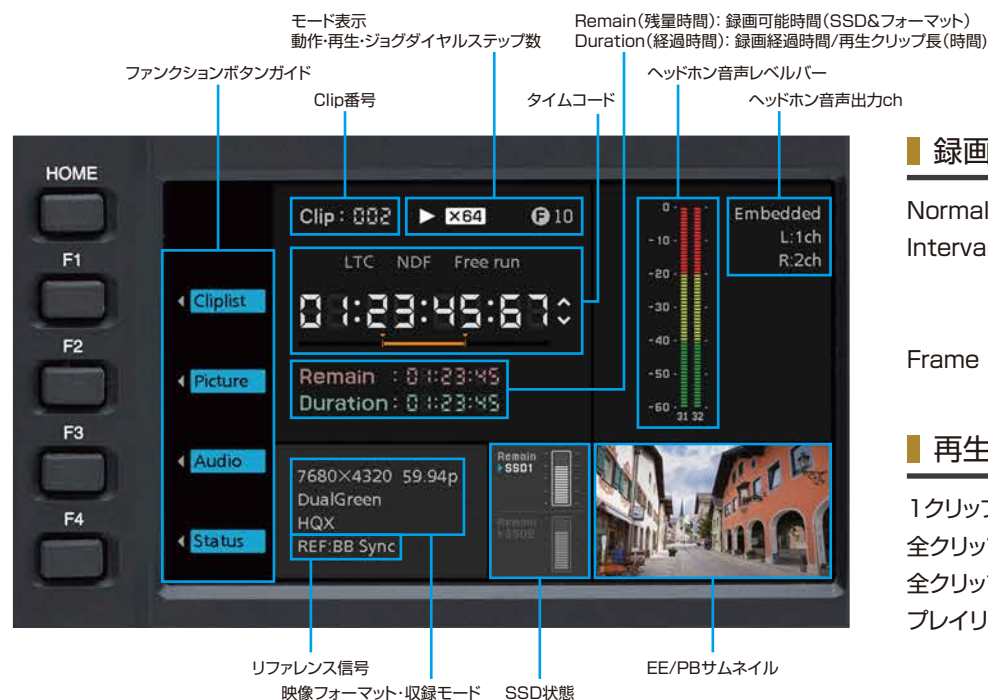 モード表示
動作・再生・ジョグダイヤルステップ数
Remain(残量時間): 録画可能時間(SSD&フォーマット)
Duration(経過時間): 録画経過時間/再生クリップ長(時間)
ファンクションボタンガイド
ヘッドホン音声レベルバー
Clip番号
タイムコード
ヘッドホン音声出力ch
HOME
F1
F2
F3
F4
Cliplist
Picture
Audio
Status
Clip: 002
×64
F 10
LTC NDF Free run
01:23:45:67
Remain : 01:23:45
Duration: 01:23:45
0
-10
-20
-30
-40
-50
-60
31 32
Embedded
L:1ch
R:2ch
7680×4320 59.94p
DualGreen
HQX
REF:BB Sync
Remain
SSD1
Remain
SSD2
リファレンス信号
映像フォーマット・収録モード
SSD状態
EE/PBサムネイル
録画
Normal
Interva
Frame
再生
1クリップ
全クリップ
全クリップ
プレイリ